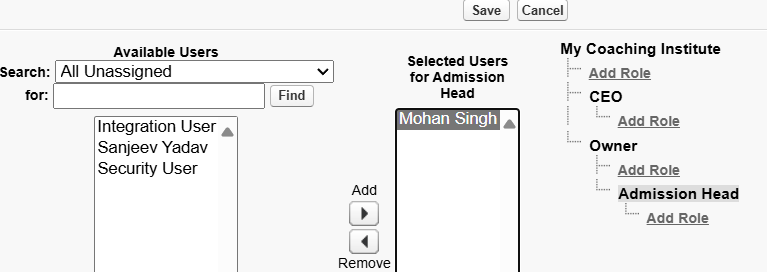 Save Cancel
Available Users
Search: All Unassigned
for: Find
Integration User
Sanjeev Yadav
Security User
Add
Remove
Selected Users
for Admission
Head
Mohan Singh
My Coaching Institute
Add Role
CEO
Add Role
Owner
Add Role
Admission Head
Add Role